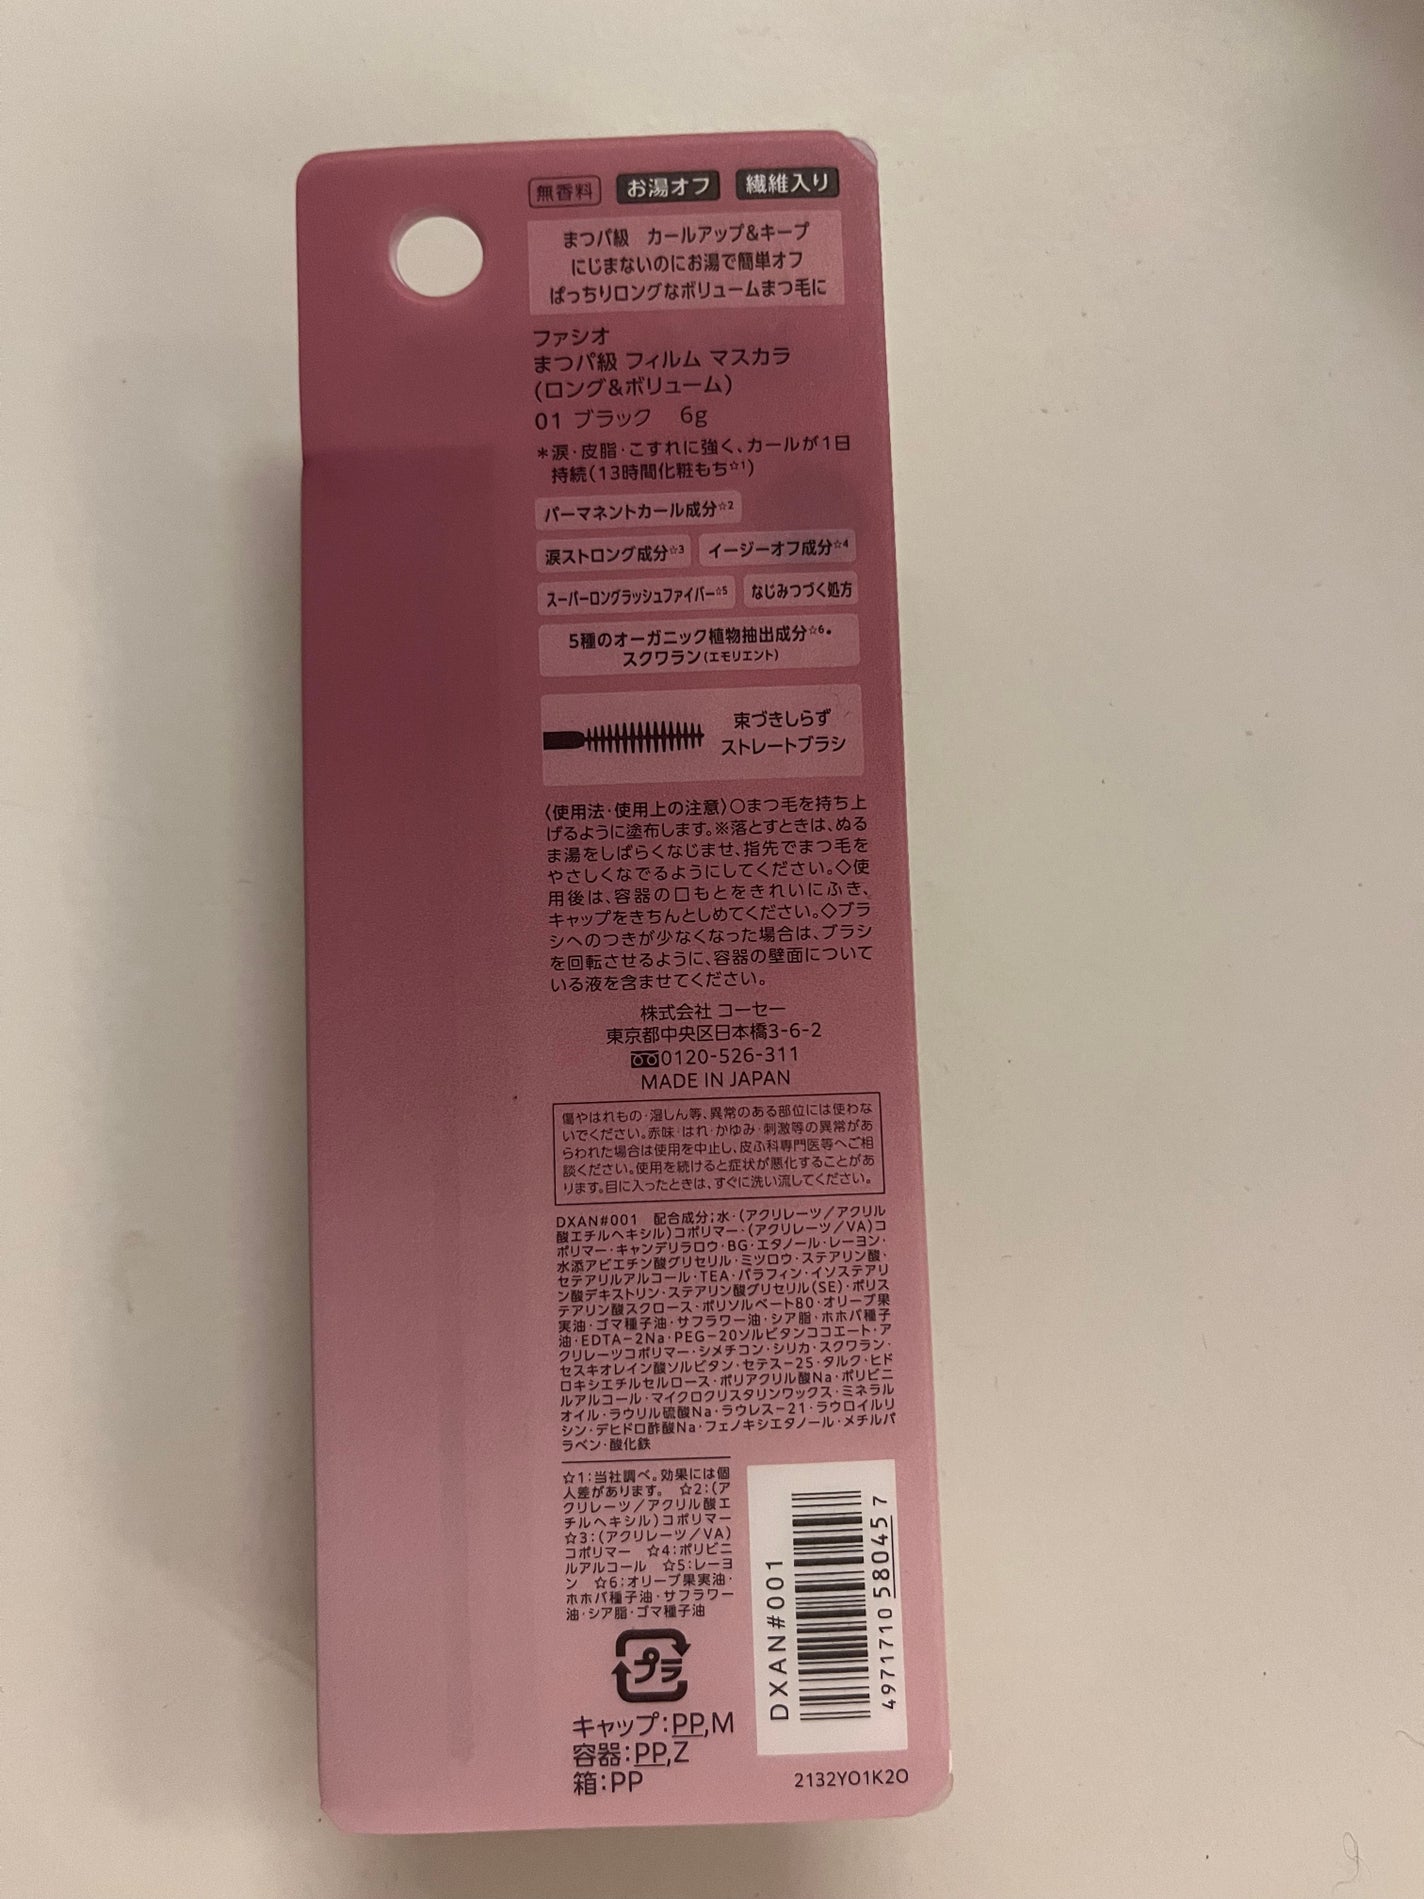 無香料 お湯オフ 繊維入り
まつパ級 カールアップ&キープ
にじまないのにお湯で簡単オフ
ぱっちりロングなボリュームまつ毛に
ファシオ
まつパ級 フィルム マスカラ
(ロング&ボリューム)
01 ブラック 6g
＊涙・皮脂・こすれに強く、カールが1日
持続(13時間化粧もち☆1)
パーマネントカール成分☆2
涙ストロング成分☆3 イージーオフ成分☆4
スーパーロングラッシュファイバー☆5 なじみつづく処方
5種のオーガニック植物抽出成分☆6・
スクワラン(エモリエント)
束づきしらず
ストレートブラシ
〈使用法・使用上の注意〉○まつ毛を持ち上
げるように塗布します。※落とすときは、ぬる
ま湯をしばらくなじませ、指先でまつ毛を
やさしくなでるようにしてください。◇使
用後は、容器の口もとをきれいにふき、
キャップをきちんとしめてください。◇ブラ
シへのつきが少なくなった場合は、ブラシ
を回転させるように、容器の壁面について
いる液を含ませてください。
株式会社 コーセー
東京都中央区日本橋3-6-2
0120-526-311
MADE IN JAPAN
傷やはれもの・湿しん等、異常のある部位には使わな
いでください。赤味・はれ・かゆみ・刺激等の異常があ
らわれた場合は使用を中止し、皮ふ科専門医等へご相
談ください。使用を続けると症状が悪化することがあ
ります。目に入ったときは、すぐに洗い流してください。
DXAN#001 配合成分；水・(アクリレーツ／アクリル
酸エチルヘキシル)コポリマー・(アクリレーツ／VA)コ
ポリマー・キャンデリラロウ・BG・エタノール・レーヨン・
水添アビエチン酸グリセリル・ミツロウ・ステアリン酸・
セテアリルアルコール・TEA・パラフィン・イソステアリ
ン酸デキストリン・ステアリン酸グリセリル(SE)・ポリス
テアリン酸スクロース・ポリソルベート80・オリーブ果
実油・ゴマ種子油・サフラワー油・シア脂・ホホバ種子
油・EDTA-2Na・PEG-20ソルビタンココエート・ア
クリレーツコポリマー・シメチコン・シリカ・スクワラン・
セスキオレイン酸ソルビタン・セテス-25・タルク・ヒド
ロキシエチルセルロース・ポリアクリル酸Na・ポリビニ
ルアルコール・マイクロクリスタリンワックス・ミネラル
オイル・ラウリル硫酸Na・ラウレス-21・ラウロイルリ
シン・デヒドロ酢酸Na・フェノキシエタノール・メチルパ
ラベン・酸化鉄
☆1：当社調べ。効果には個
人差があります。 ☆2：(ア
クリレーツ／アクリル酸エ
チルヘキシル)コポリマー
☆3：(アクリレーツ／VA)
コポリマー ☆4：ポリビニ
ルアルコール ☆5：レーヨ
ン ☆6：オリーブ果実油・
ホホバ種子油・サフラワー
油・シア脂・ゴマ種子油
DXAN#001
4971710 580457
プラ
キャップ：PP,M
容器：PP,Z
箱：PP
2132YO1K2O